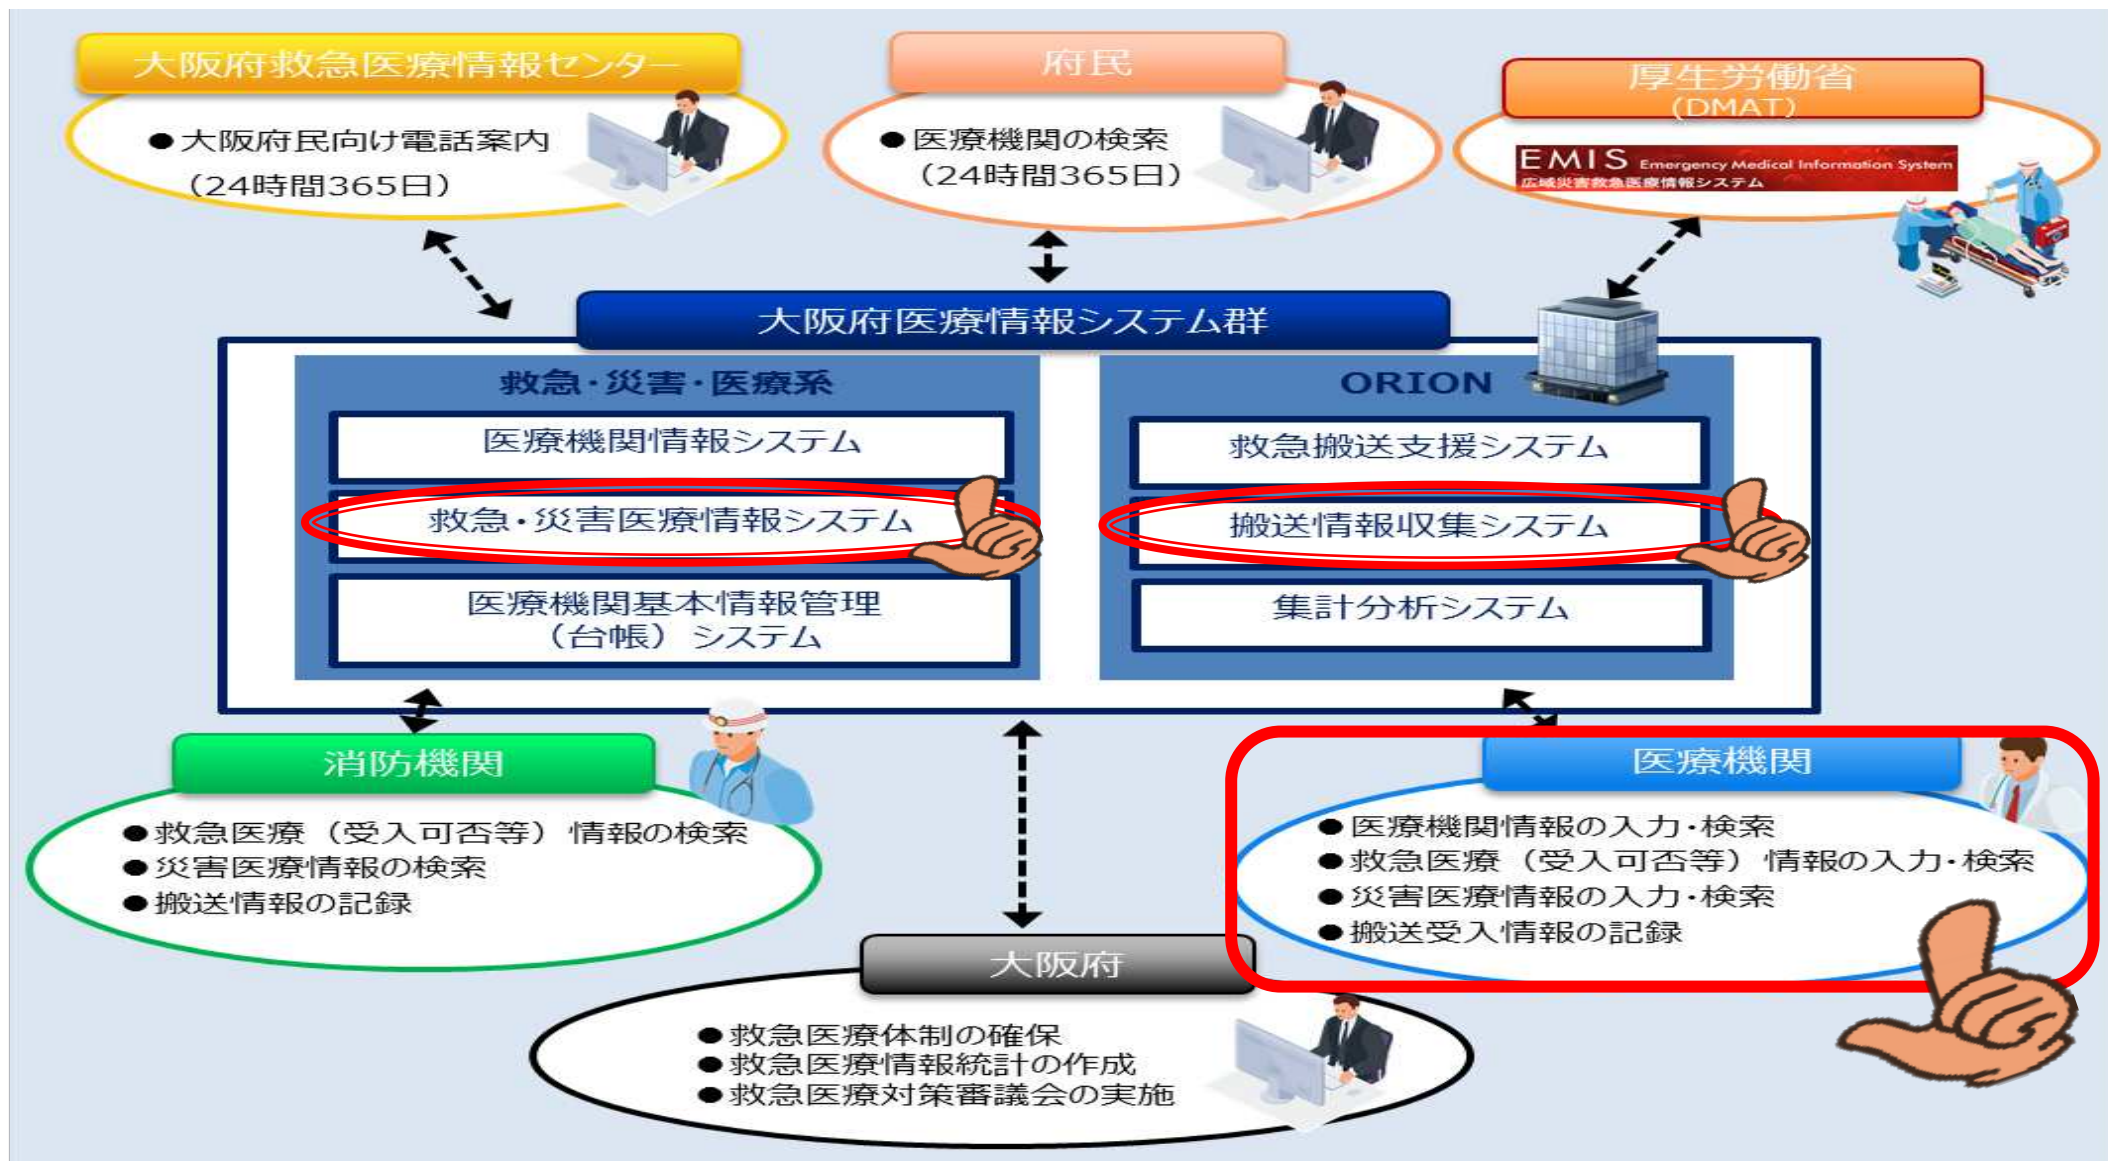 大阪府救急医療情報センター
●大阪府民向け電話案内
（24時間365日）
府民
●医療機関の検索
（24時間365日）
厚生労働省
(DMAT)
EMIS Emergency Medical Information System
広域災害救急医療情報システム
大阪府医療情報システム群
救急・災害・医療系
医療機関情報システム
救急・災害医療情報システム
医療機関基本情報管理
（台帳）システム
ORION
救急搬送支援システム
搬送情報収集システム
集計分析システム
消防機関
●救急医療（受入可否等）情報の検索
●災害医療情報の検索
●搬送情報の記録
医療機関
●医療機関情報の入力・検索
●救急医療（受入可否等）情報の入力・検索
●災害医療情報の入力・検索
●搬送受入情報の記録
大阪府
●救急医療体制の確保
●救急医療情報統計の作成
●救急医療対策審議会の実施